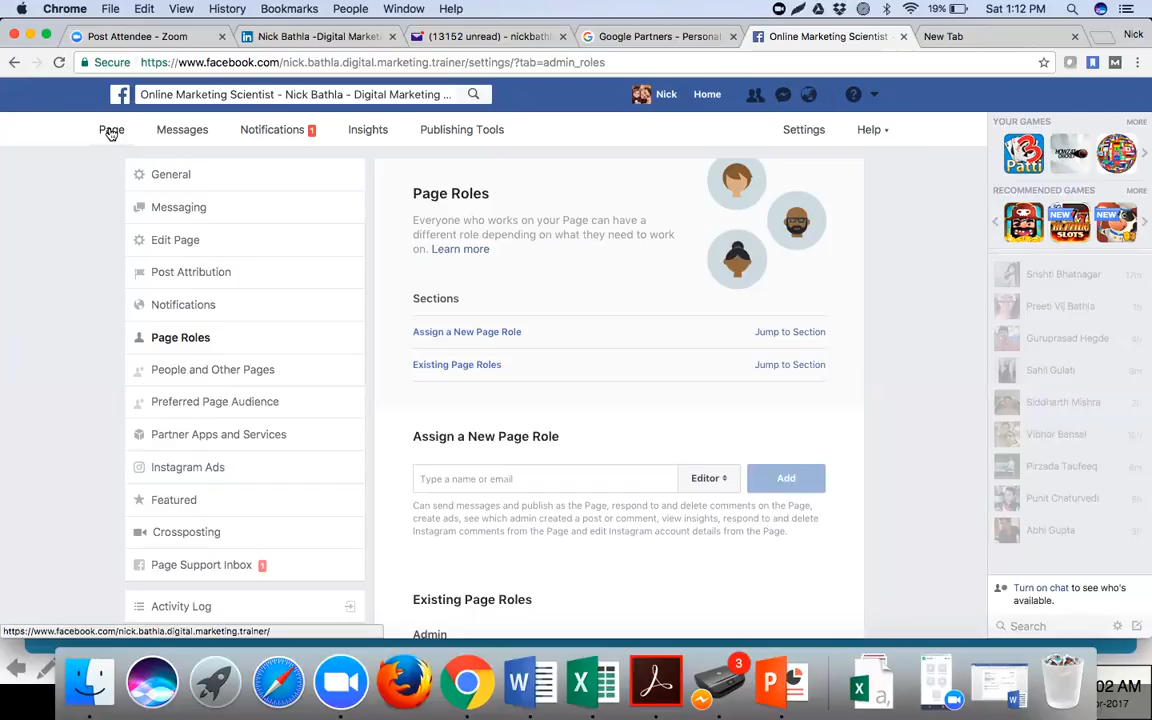 Chrome File Edit View History Bookmarks People Window Help 19% Sat 1:12 PM
Post Attendee - Zoom
Nick Bathla -Digital Marketi
(13152 unread) - nickbathl
Google Partners - Personal
Online Marketing Scientist -
New Tab
Nick
Secure https://www.facebook.com/nick.bathla.digital.marketing.trainer/settings/?tab=admin_roles
Online Marketing Scientist - Nick Bathla - Digital Marketing ...
Nick Home
Page Messages Notifications 1 Insights Publishing Tools Settings Help
General
Messaging
Edit Page
Post Attribution
Notifications
Page Roles
People and Other Pages
Preferred Page Audience
Partner Apps and Services
Instagram Ads
Featured
Crossposting
Page Support Inbox 1
Activity Log
Page Roles
Everyone who works on your Page can have a
different role depending on what they need to work
on. Learn more
Sections
Assign a New Page Role Jump to Section
Existing Page Roles Jump to Section
Assign a New Page Role
Type a name or email Editor Add
Can send messages and publish as the Page, respond to and delete comments on the Page,
create ads, see which admin created a post or comment, view insights, respond to and delete
Instagram comments from the Page and edit Instagram account details from the Page.
Existing Page Roles
Admin
YOUR GAMES MORE
3 Patti
RECOMMENDED GAMES MORE
NEW SLOTS
NEW
Srishti Bhatnagar 17m
Preeti Vij Bathla 1h
Guruprasad Hegde 4h
Sahil Gulati
Siddharth Mishra
Vibhor Bansal
Pirzada Taufeeq
Punit Chaturvedi
Abhi Gupta
Turn on chat to see who's
available.
Search
https://www.facebook.com/nick.bathla.digital.marketing.trainer/
W X 3 P X a, W
02 AM
-2017